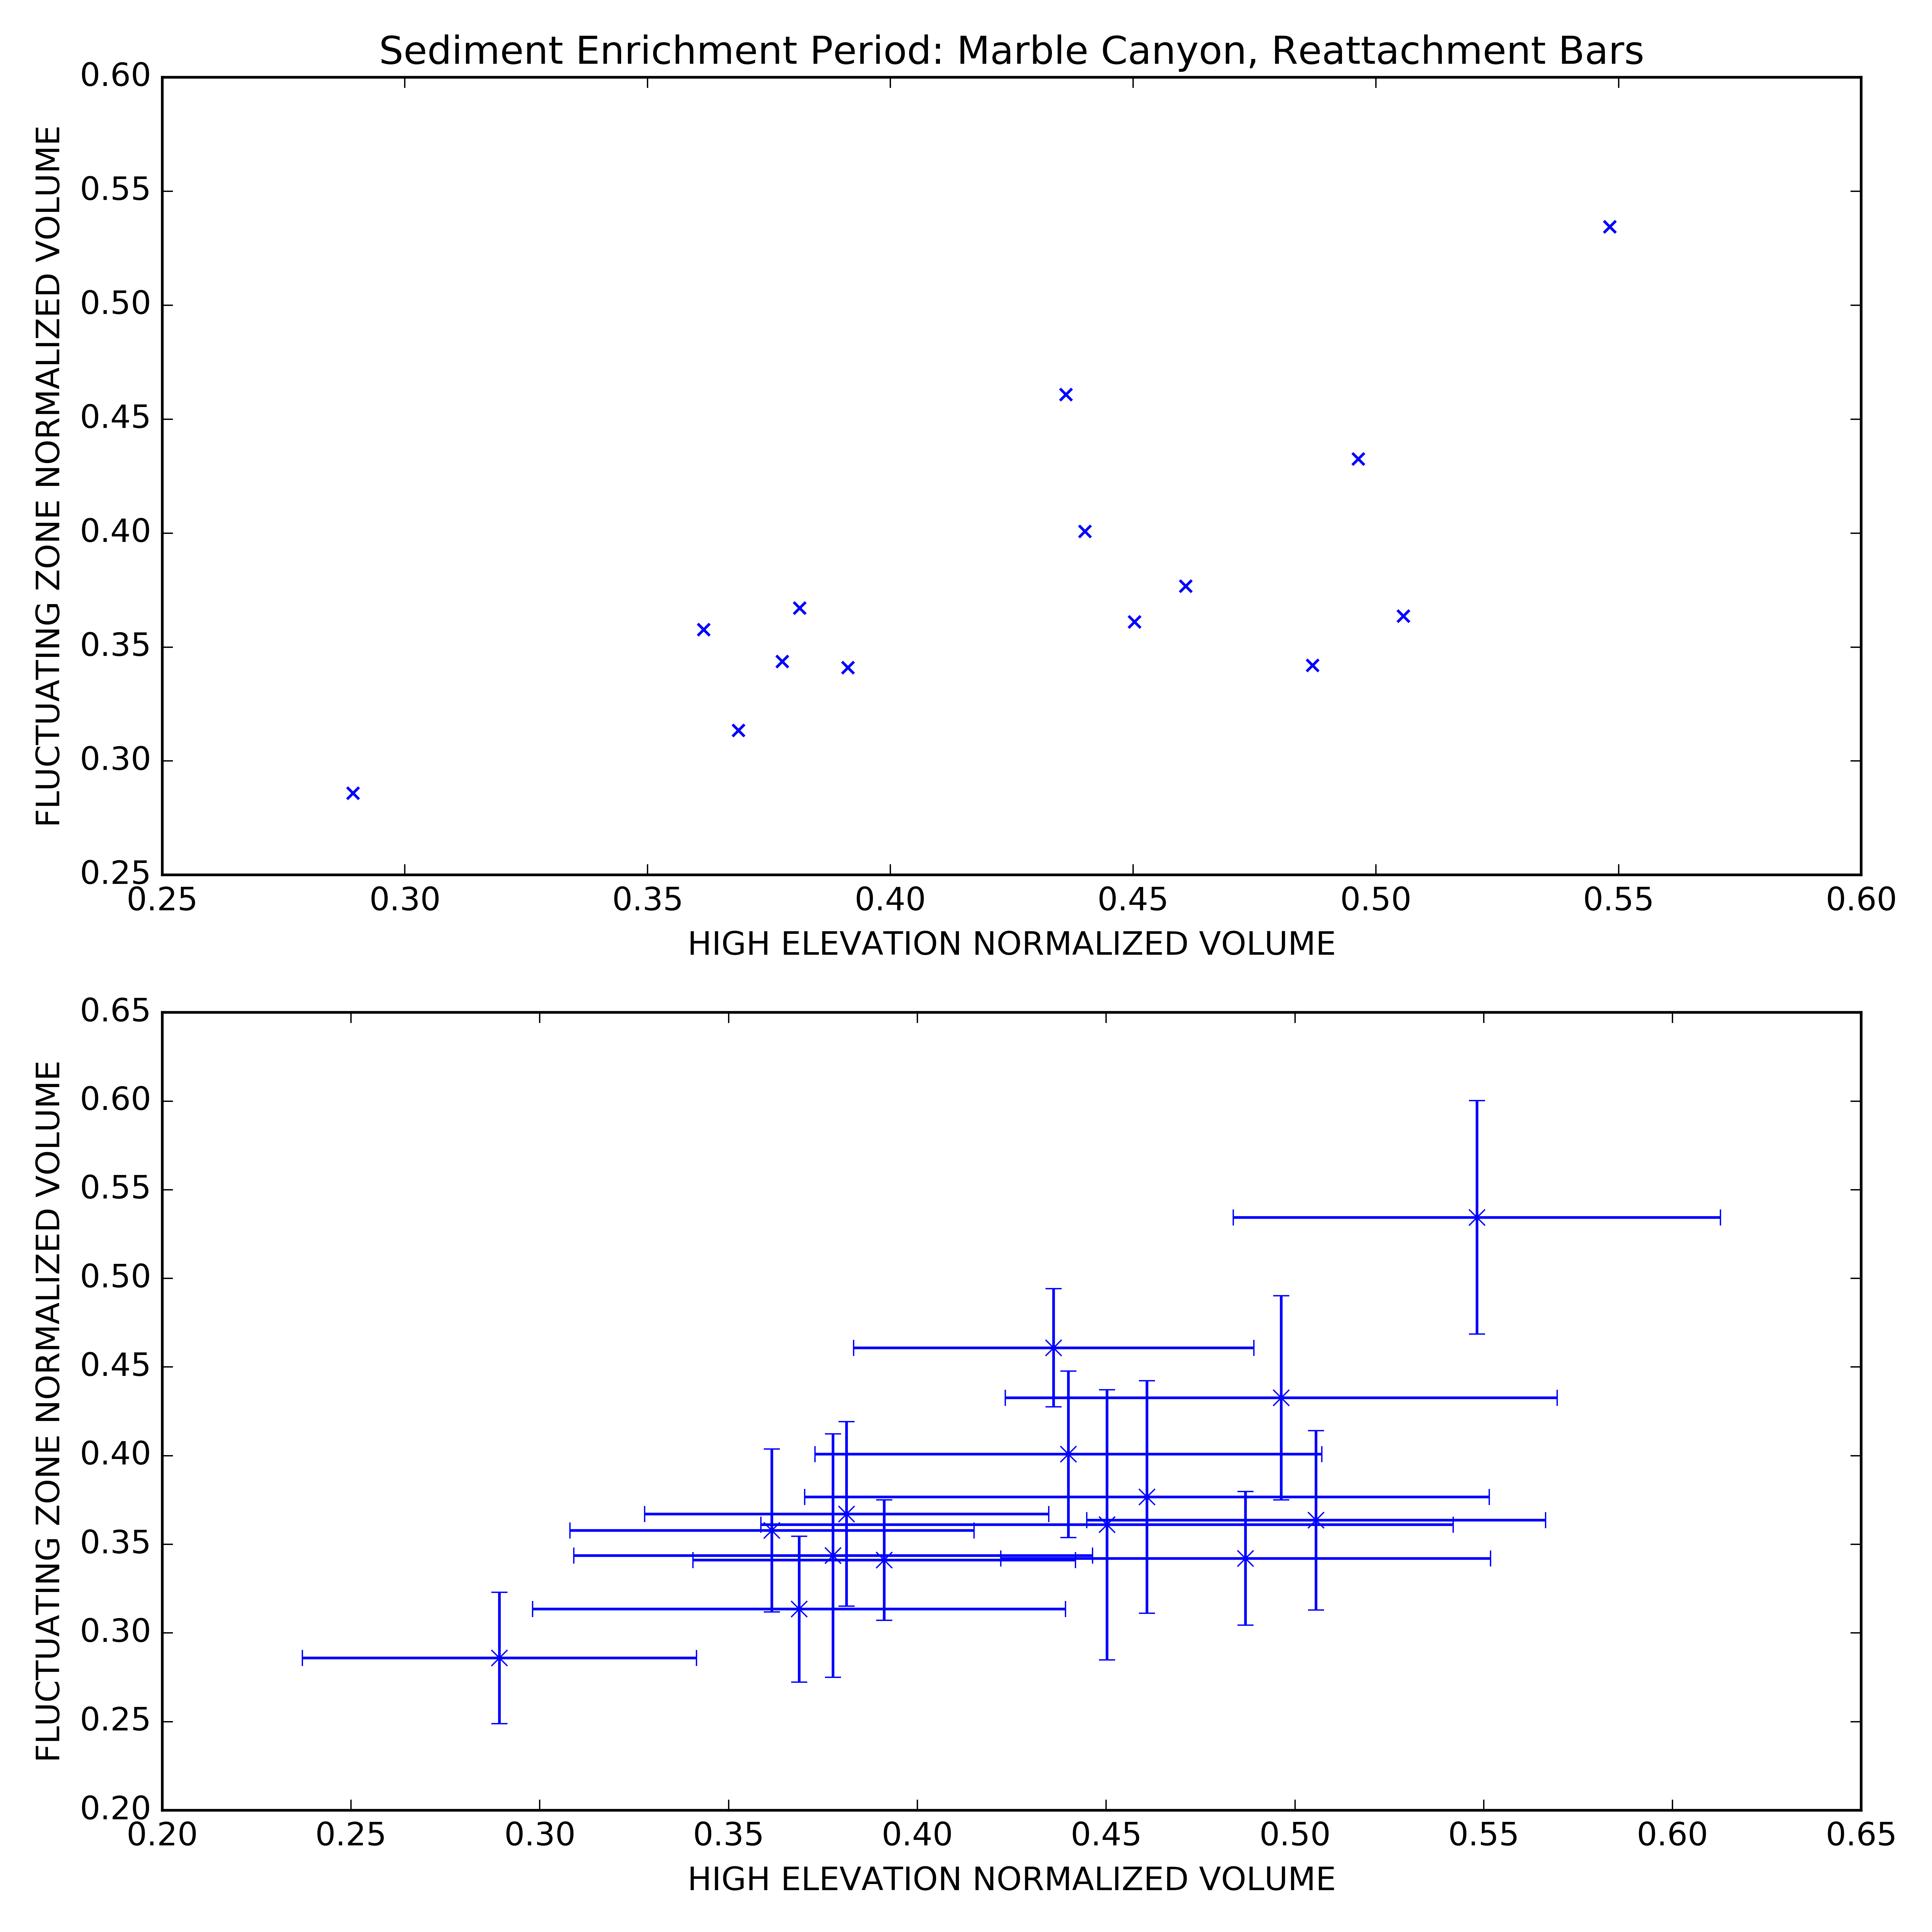 Sediment Enrichment Period: Marble Canyon, Reattachment Bars
0.60
0.55
0.50
0.45
0.40
0.35
0.30
0.25
FLUCTUATING ZONE NORMALIZED VOLUME
0.25 0.30 0.35 0.40 0.45 0.50 0.55 0.60
HIGH ELEVATION NORMALIZED VOLUME
0.65
0.60
0.55
0.50
0.45
0.40
0.35
0.30
0.25
0.20
FLUCTUATING ZONE NORMALIZED VOLUME
0.20 0.25 0.30 0.35 0.40 0.45 0.50 0.55 0.60 0.65
HIGH ELEVATION NORMALIZED VOLUME